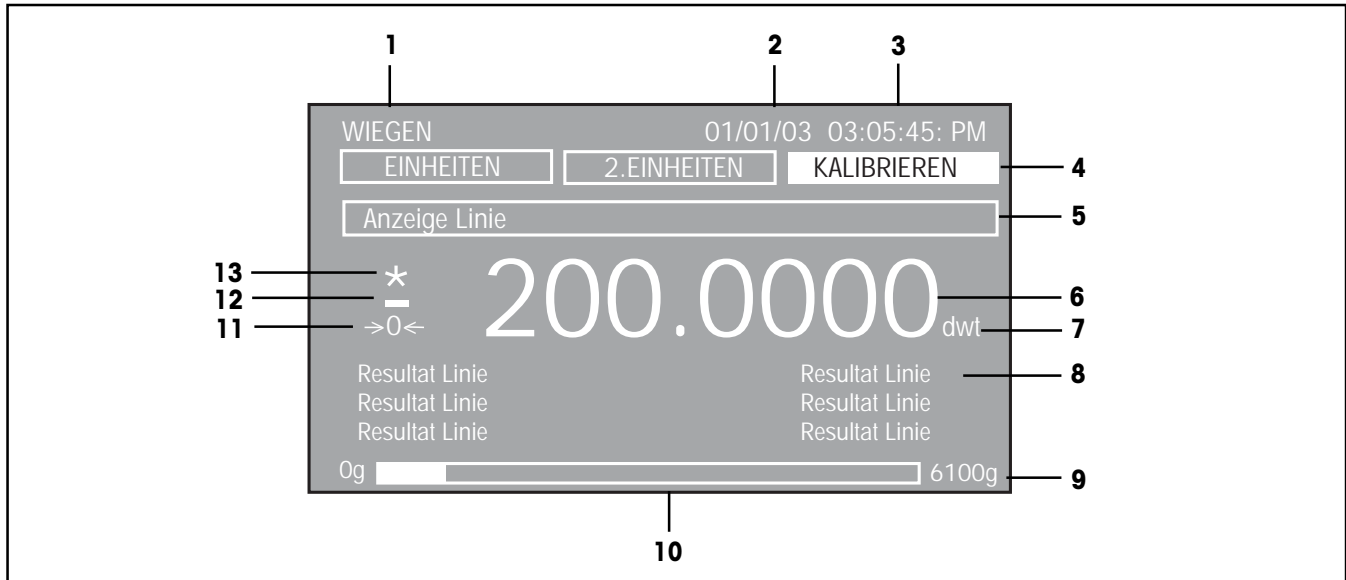 1 2 3
WIEGEN 01/01/03 03:05:45: PM
EINHEITEN 2.EINHEITEN KALIBRIEREN 4
Anzeige Linie 5
13 *
12 –
200.0000 6
11 →0← dwt 7
Resultat Linie Resultat Linie 8
Resultat Linie Resultat Linie
Resultat Linie Resultat Linie
0g 6100g 9
10